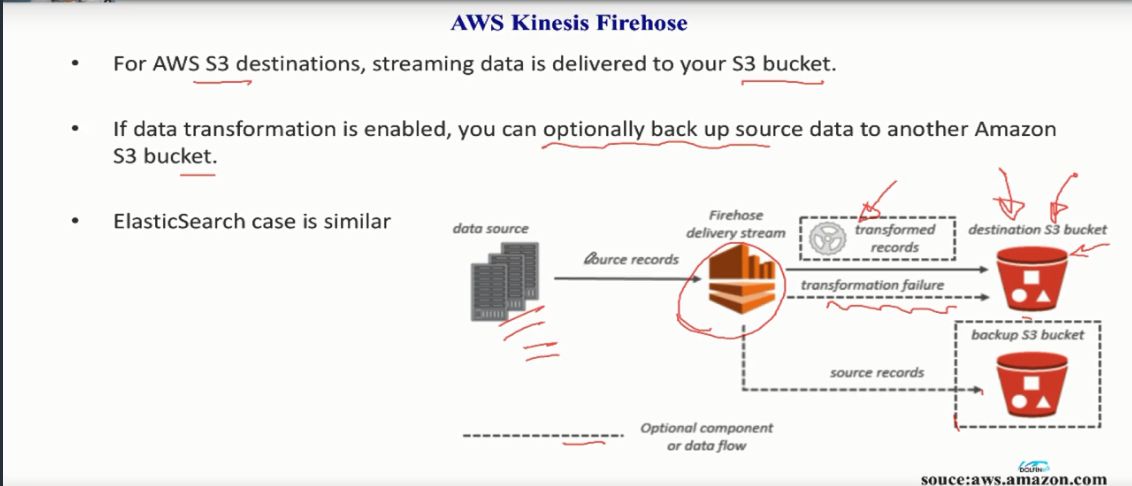 AWS Kinesis Firehose
• For AWS S3 destinations, streaming data is delivered to your S3 bucket.
• If data transformation is enabled, you can optionally back up source data to another Amazon
S3 bucket.
• ElasticSearch case is similar
data source
Source records
Firehose
delivery stream
transformed
records
destination S3 bucket
transformation failure
backup S3 bucket
source records
Optional component
or data flow
DOLFIN
souce:aws.amazon.com